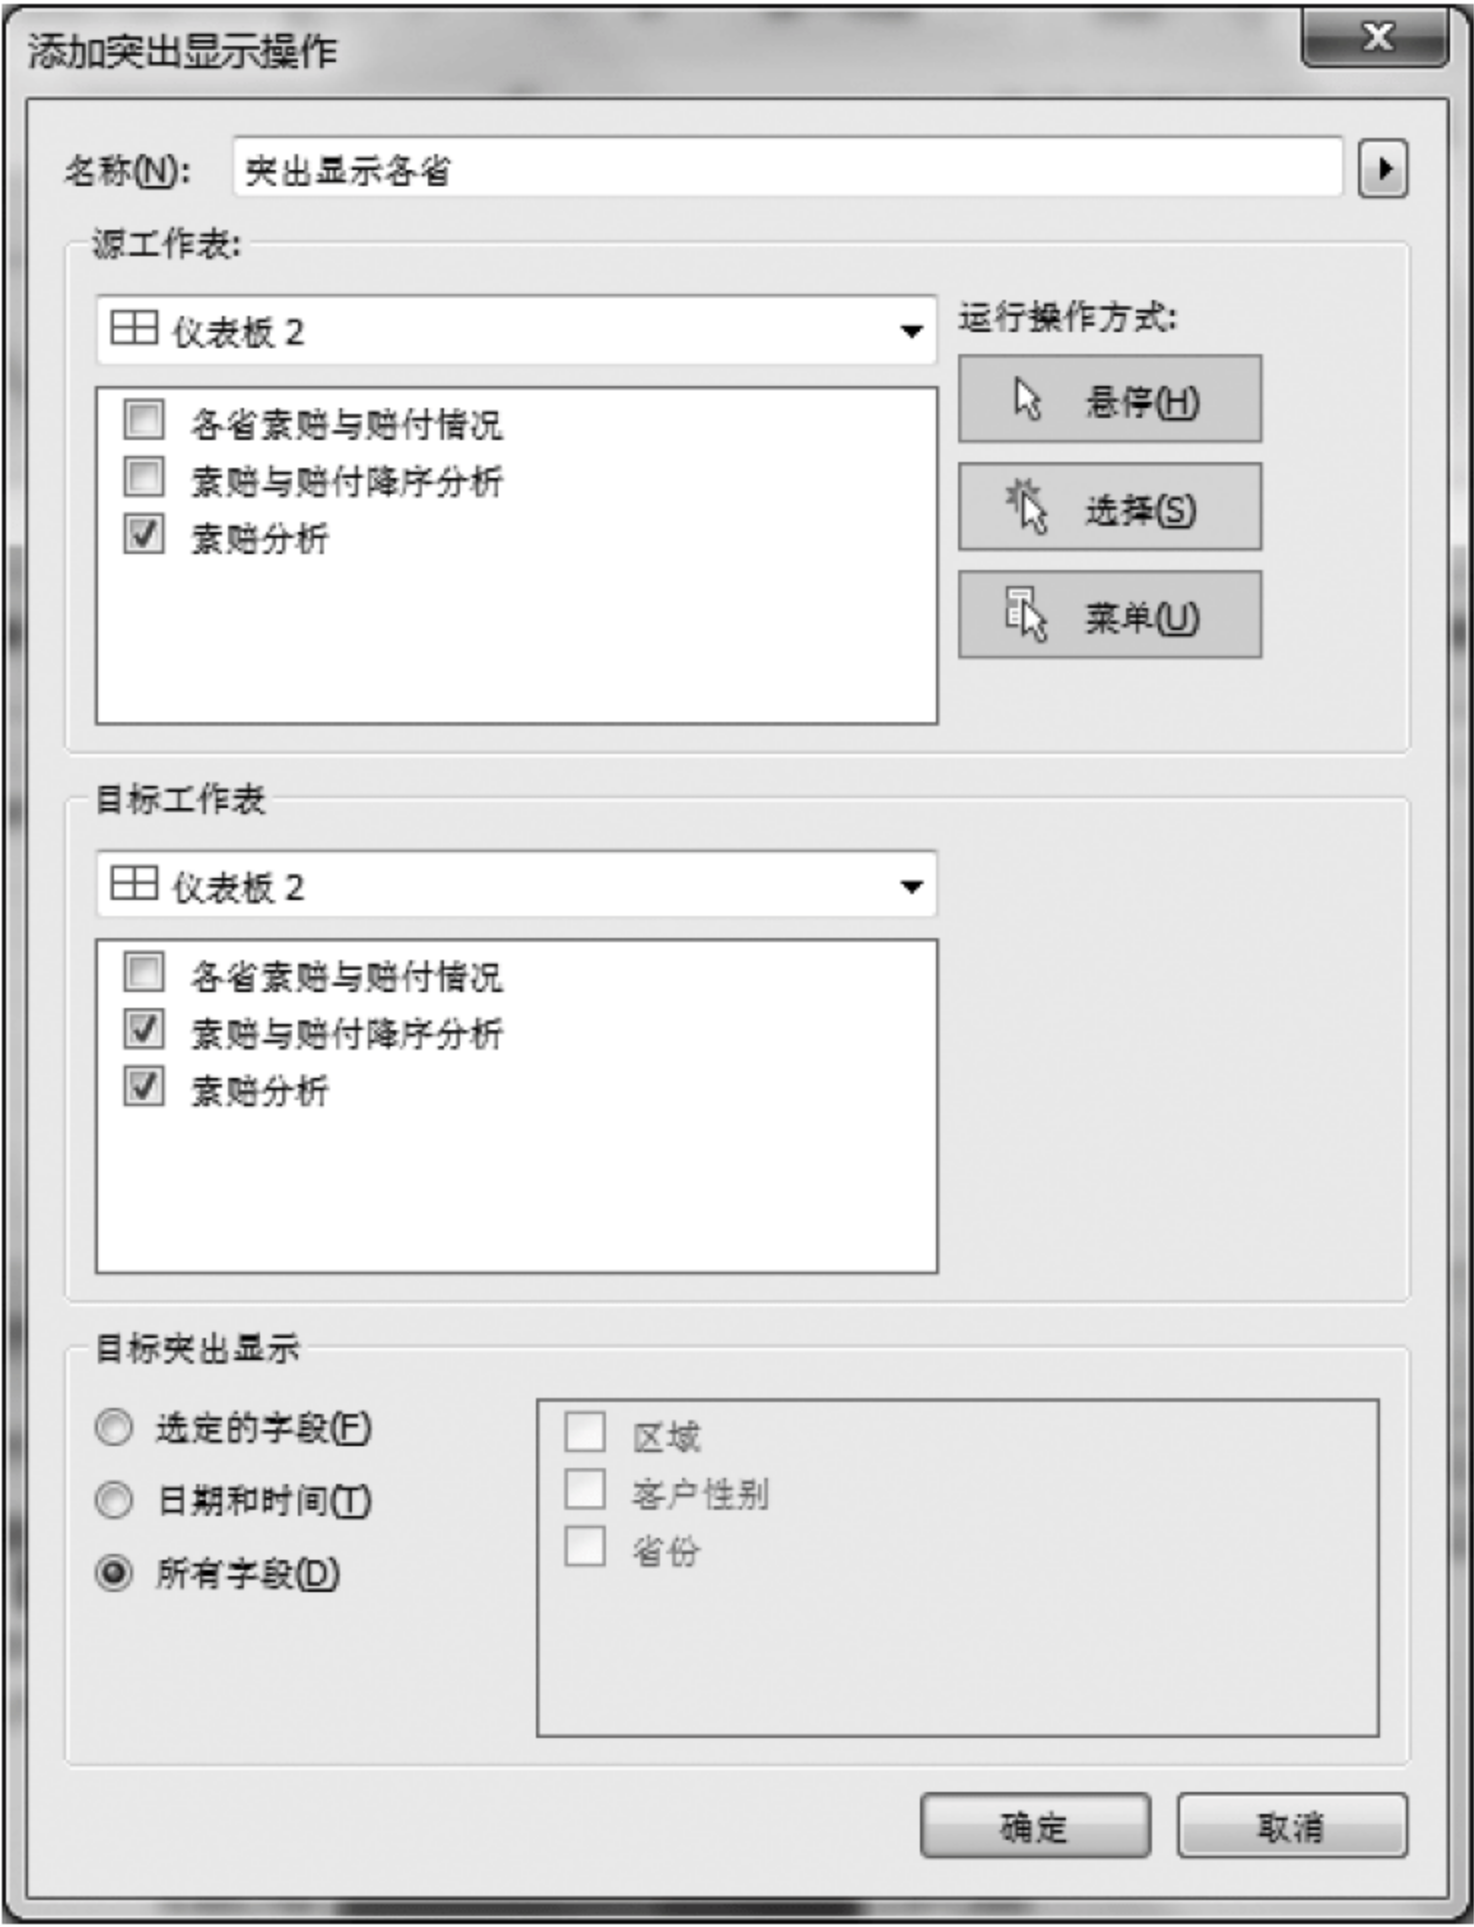 添加突出显示操作
名称(N): 突出显示各省
源工作表:
仪表板 2
运行操作方式:
各省索赔与赔付情况
索赔与赔付降序分析
索赔分析
悬停(H)
选择(S)
菜单(U)
目标工作表
仪表板 2
各省索赔与赔付情况
索赔与赔付降序分析
索赔分析
目标突出显示
选定的字段(F)
日期和时间(T)
所有字段(D)
区域
客户性别
省份
确定
取消